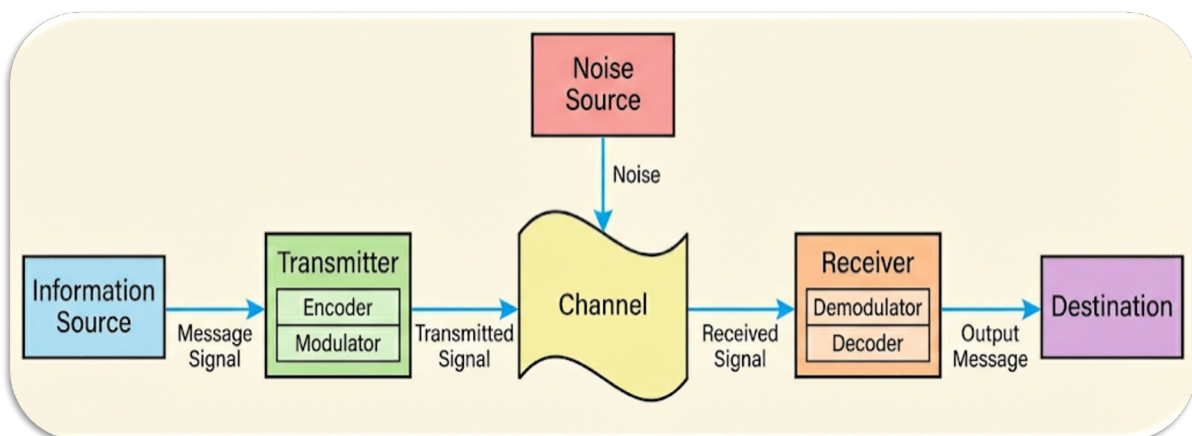 Noise
Source
Noise
Information
Source
Message
Signal
Transmitter
Encoder
Modulator
Transmitted
Signal
Channel
Received
Signal
Receiver
Demodulator
Decoder
Output
Message
Destination